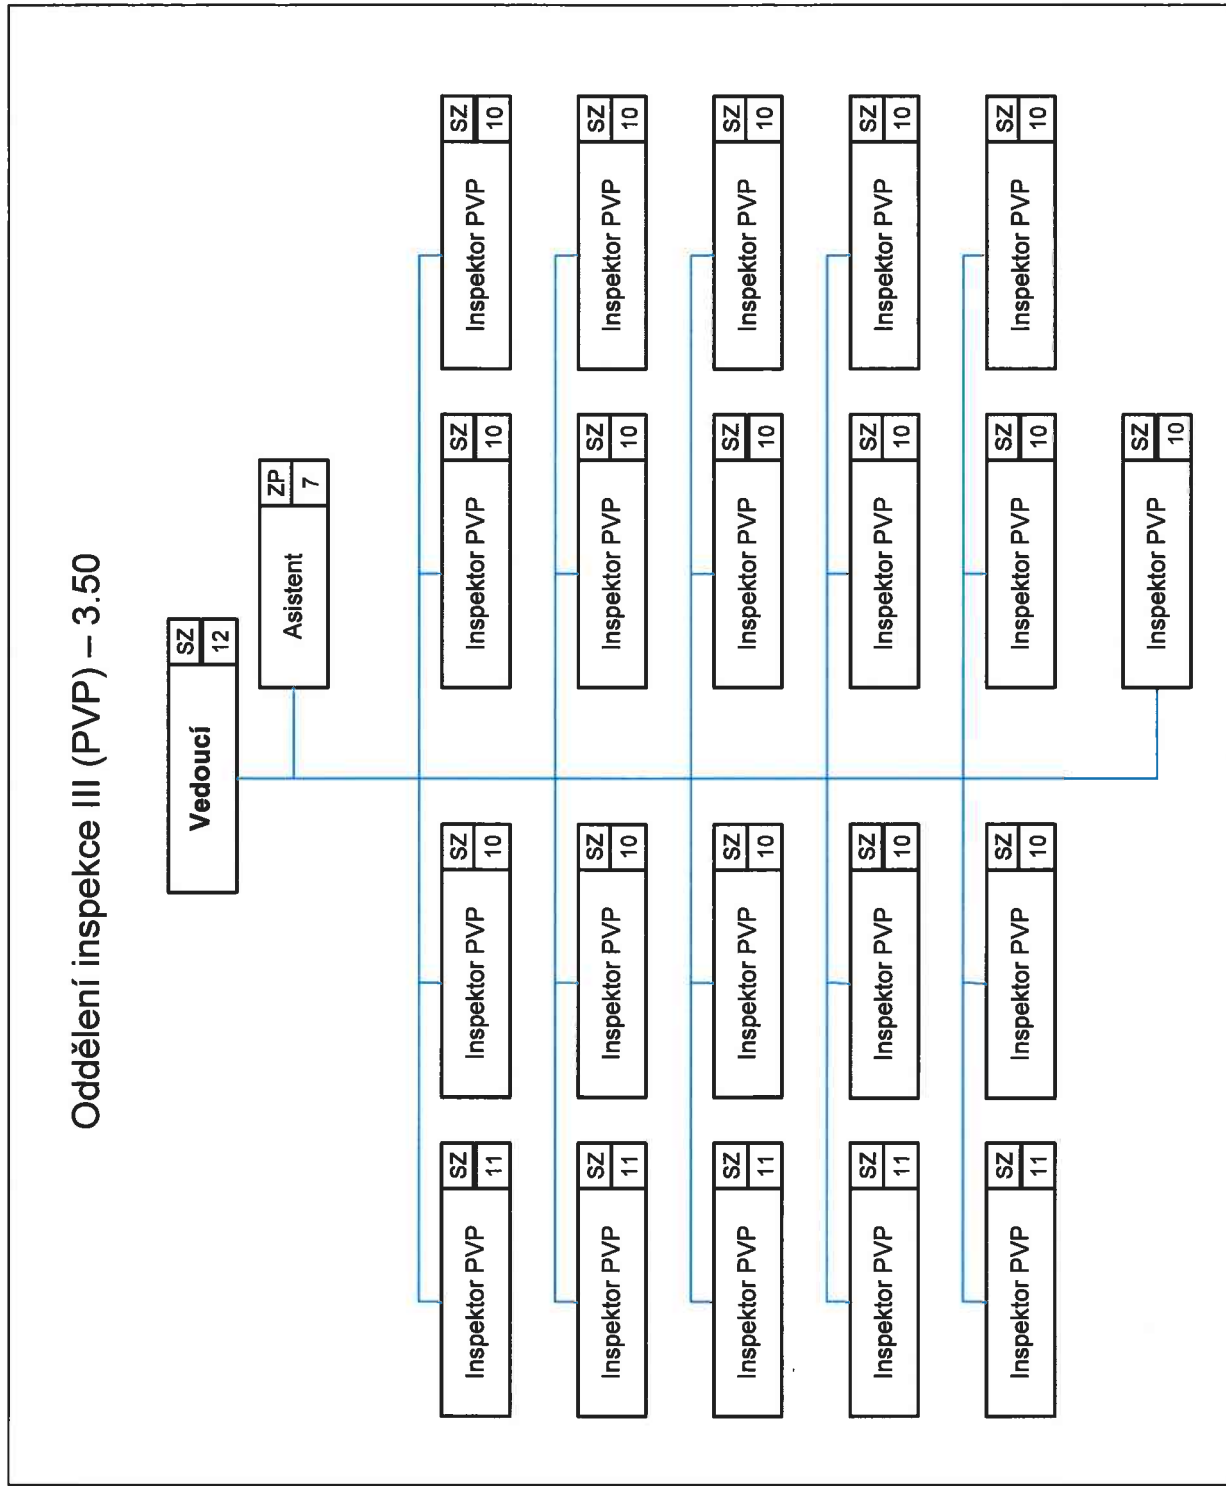 Oddělení inspekce III (PVP) – 3.50
Vedoucí
SZ
12
Asistent
ZP
7
Inspektor PVP
SZ
11
Inspektor PVP
SZ
10
Inspektor PVP
SZ
10
Inspektor PVP
SZ
10
Inspektor PVP
SZ
11
Inspektor PVP
SZ
10
Inspektor PVP
SZ
10
Inspektor PVP
SZ
10
Inspektor PVP
SZ
11
Inspektor PVP
SZ
10
Inspektor PVP
SZ
10
Inspektor PVP
SZ
10
Inspektor PVP
SZ
11
Inspektor PVP
SZ
10
Inspektor PVP
SZ
10
Inspektor PVP
SZ
10
Inspektor PVP
SZ
11
Inspektor PVP
SZ
10
Inspektor PVP
SZ
10
Inspektor PVP
SZ
10
Inspektor PVP
SZ
10